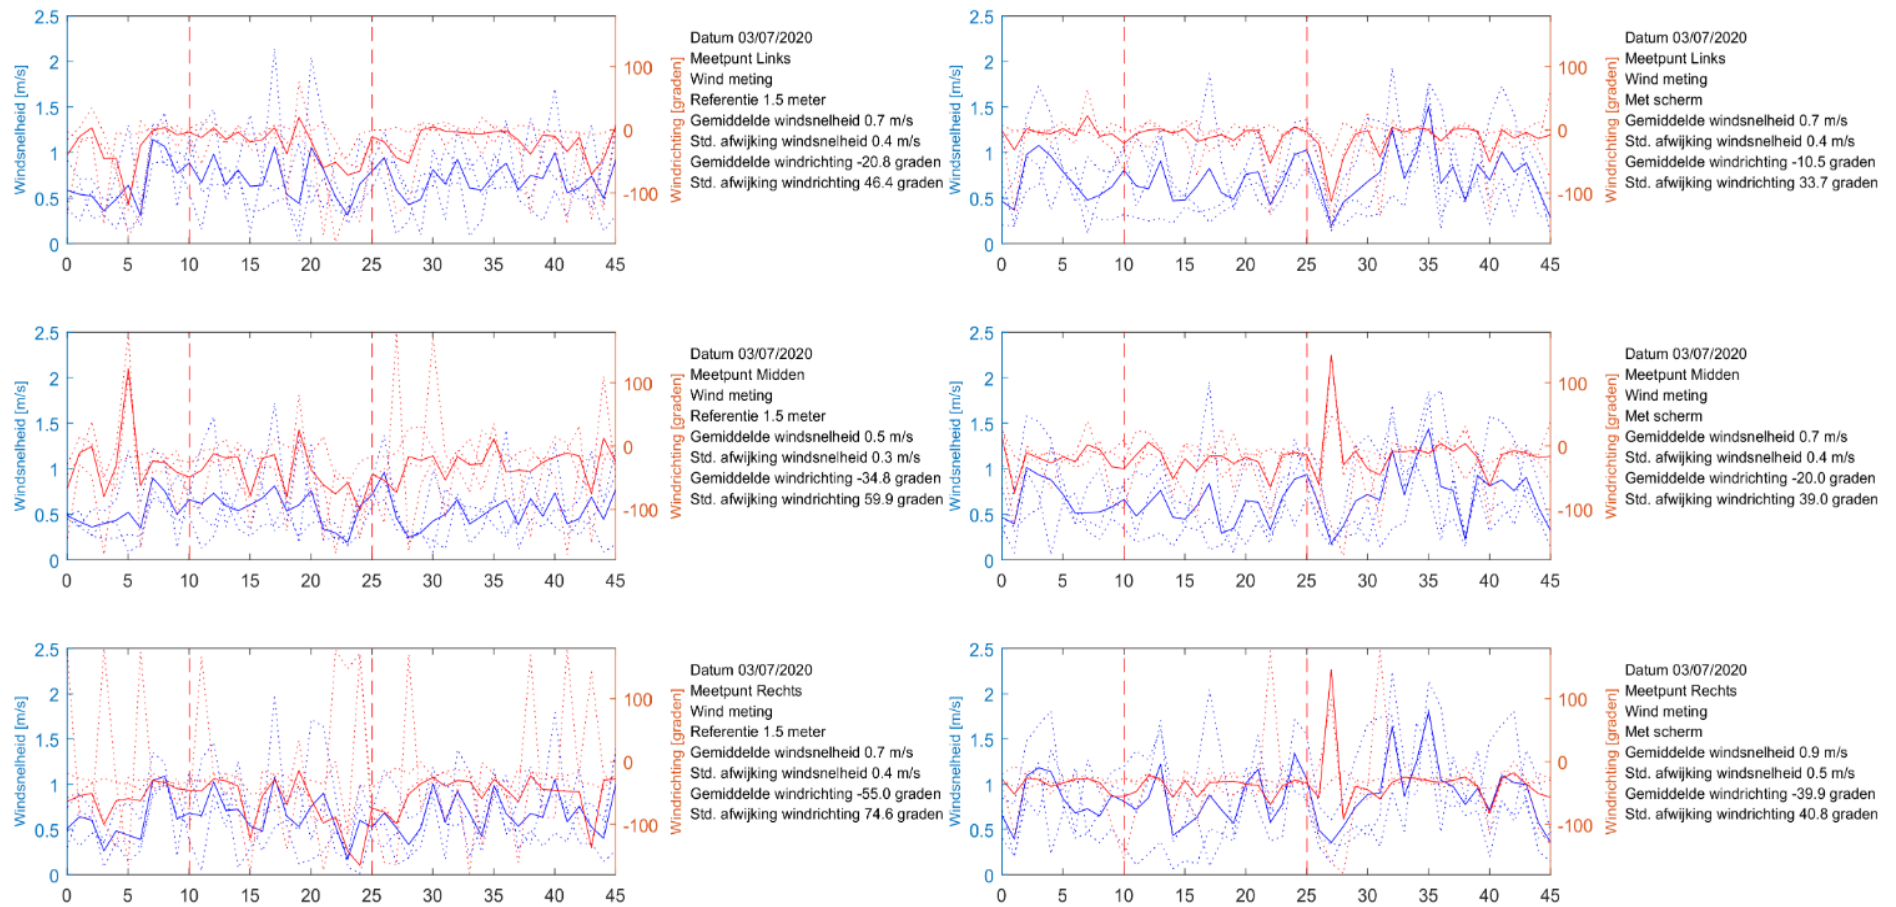 2.5
2
1.5
1
0.5
0
Windsnelheid [m/s]
0 5 10 15 20 25 30 35 40 45
100
0
-100
Windrichting [graden]
Datum 03/07/2020
Meetpunt Links
Wind meting
Referentie 1.5 meter
Gemiddelde windsnelheid 0.7 m/s
Std. afwijking windsnelheid 0.4 m/s
Gemiddelde windrichting -20.8 graden
Std. afwijking windrichting 46.4 graden
2.5
2
1.5
1
0.5
0
Windsnelheid [m/s]
0 5 10 15 20 25 30 35 40 45
100
0
-100
Windrichting [graden]
Datum 03/07/2020
Meetpunt Links
Wind meting
Met scherm
Gemiddelde windsnelheid 0.7 m/s
Std. afwijking windsnelheid 0.4 m/s
Gemiddelde windrichting -10.5 graden
Std. afwijking windrichting 33.7 graden
2.5
2
1.5
1
0.5
0
Windsnelheid [m/s]
0 5 10 15 20 25 30 35 40 45
100
0
-100
Windrichting [graden]
Datum 03/07/2020
Meetpunt Midden
Wind meting
Referentie 1.5 meter
Gemiddelde windsnelheid 0.5 m/s
Std. afwijking windsnelheid 0.3 m/s
Gemiddelde windrichting -34.8 graden
Std. afwijking windrichting 59.9 graden
2.5
2
1.5
1
0.5
0
Windsnelheid [m/s]
0 5 10 15 20 25 30 35 40 45
100
0
-100
Windrichting [graden]
Datum 03/07/2020
Meetpunt Midden
Wind meting
Met scherm
Gemiddelde windsnelheid 0.7 m/s
Std. afwijking windsnelheid 0.4 m/s
Gemiddelde windrichting -20.0 graden
Std. afwijking windrichting 39.0 graden
2.5
2
1.5
1
0.5
0
Windsnelheid [m/s]
0 5 10 15 20 25 30 35 40 45
100
0
-100
Windrichting [graden]
Datum 03/07/2020
Meetpunt Rechts
Wind meting
Referentie 1.5 meter
Gemiddelde windsnelheid 0.7 m/s
Std. afwijking windsnelheid 0.4 m/s
Gemiddelde windrichting -55.0 graden
Std. afwijking windrichting 74.6 graden
2.5
2
1.5
1
0.5
0
Windsnelheid [m/s]
0 5 10 15 20 25 30 35 40 45
100
0
-100
Windrichting [graden]
Datum 03/07/2020
Meetpunt Rechts
Wind meting
Met scherm
Gemiddelde windsnelheid 0.9 m/s
Std. afwijking windsnelheid 0.5 m/s
Gemiddelde windrichting -39.9 graden
Std. afwijking windrichting 40.8 graden